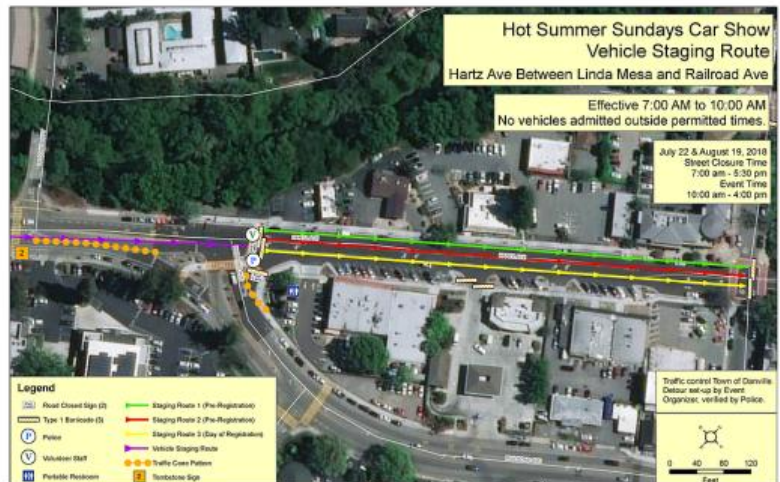 Hot Summer Sundays Car Show
Vehicle Staging Route
Hartz Ave Between Linda Mesa and Railroad Ave
Effective 7:00 AM to 10:00 AM
No vehicles admitted outside permitted times.
July 22 & August 19, 2018
Street Closure Time
7:00 am - 5:30 pm
Event Time
10:00 am - 4:00 pm
V
P
2
Legend
Road Closed Sign (2)
Type 1 Barricade (3)
P Police
V Volunteer Staff
Portable Restroom
Staging Route 1 (Pre-Registration)
Staging Route 2 (Pre-Registration)
Staging Route 3 (Day of Registration)
Vehicle Staging Route
Traffic Cone Pattern
2 Tombstone Sign
Traffic control Town of Danville
Detour set-up by Event
Organizer, verified by Police.
0 40 80 120
Feet